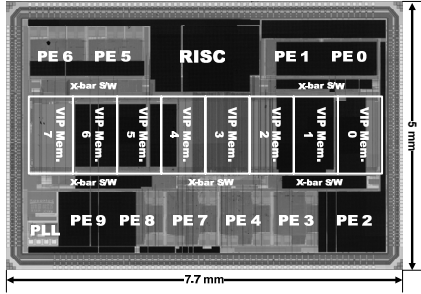 PE 6 PE 5 RISC PE 1 PE 0
X-bar S/W X-bar S/W
VIP Mem. 7 VIP Mem. 6 VIP Mem. 5 VIP Mem. 4 VIP Mem. 3 VIP Mem. 2 VIP Mem. 1 VIP Mem. 0
X-bar S/W X-bar S/W X-bar S/W
PE 9 PE 8 PE 7 PE 4 PE 3 PE 2
PLL
5 mm
7.7 mm